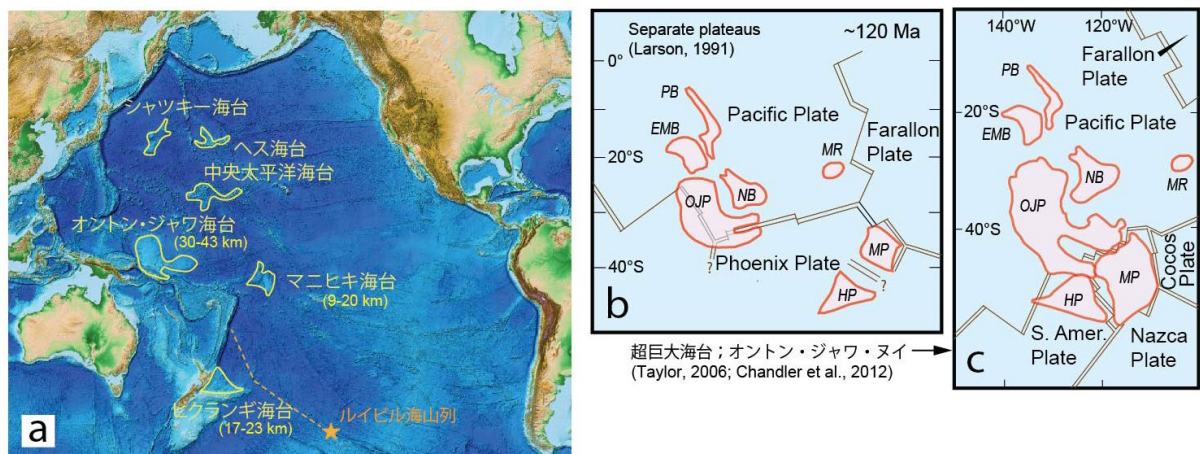 シャツキー海台
ヘス海台
中央太平洋海台
オントン・ジャワ海台
(30-43 km)
マニヒキ海台
(9-20 km)
ヒクランギ海台
(17-23 km)
ルイビル海山列
a
Separate plateaus
(Larson, 1991)
~120 Ma
0°
20°S
40°S
PB
EMB
Pacific Plate
Farallon
Plate
MR
OJP
NB
MP
Phoenix Plate
?
?
HP
b
超巨大海台；オントン・ジャワ・ヌイ
(Taylor, 2006; Chandler et al., 2012)
140°W
120°W
Farallon
Plate
PB
20°S
EMB
Pacific Plate
MR
NB
OJP
40°S
MP
HP
Cocos
Plate
S. Amer.
Plate
Nazca
Plate
c